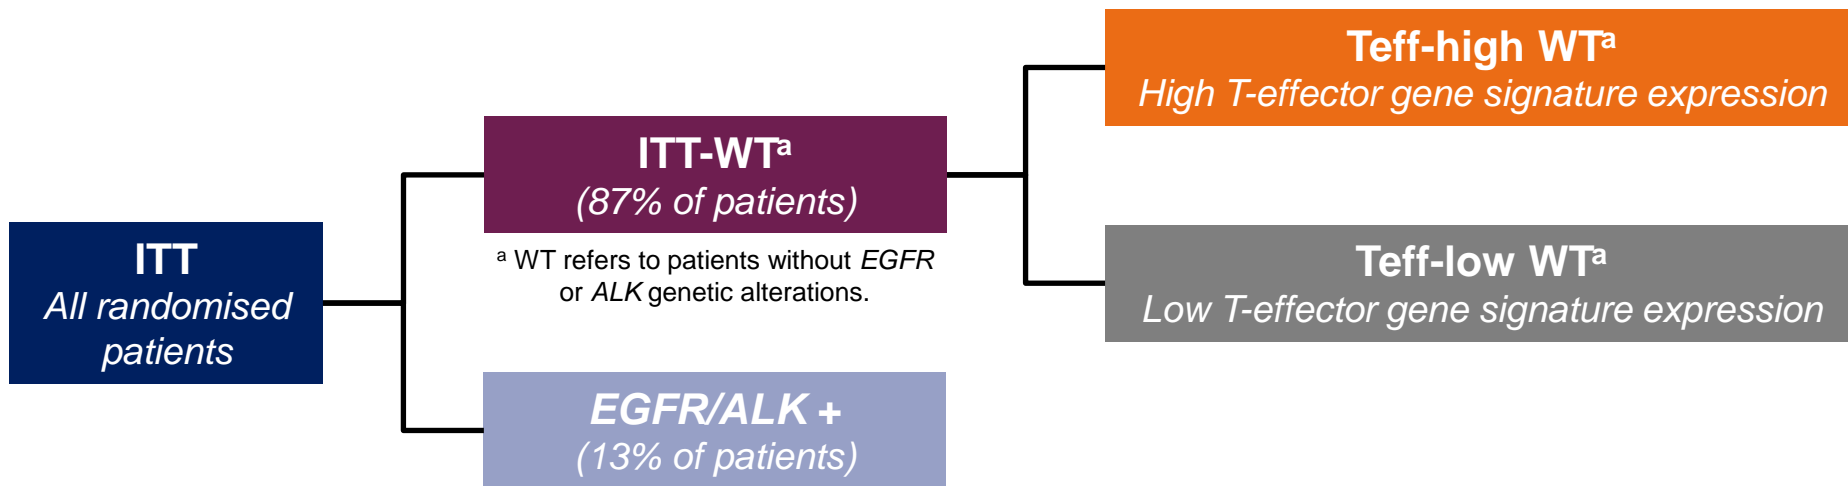 ITT
All randomised
patients
ITT-WTᵃ
(87% of patients)
ᵃ WT refers to patients without EGFR
or ALK genetic alterations.
EGFR/ALK +
(13% of patients)
Teff-high WTᵃ
High T-effector gene signature expression
Teff-low WTᵃ
Low T-effector gene signature expression